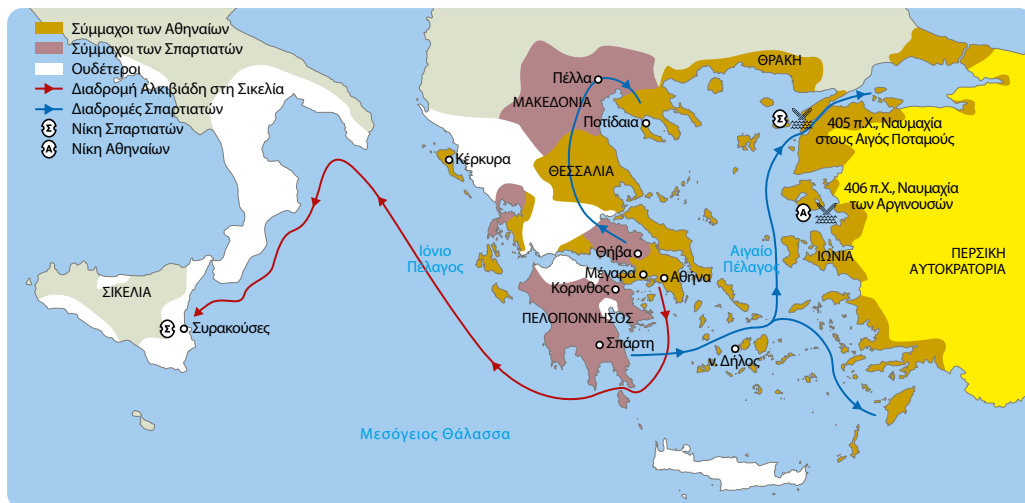 Σύμμαχοι των Αθηναίων
Σύμμαχοι των Σπαρτιατών
Ουδέτεροι
Διαδρομή Αλκιβιάδη στη Σικελία
Διαδρομές Σπαρτιατών
Σ Νίκη Σπαρτιατών
Α Νίκη Αθηναίων
ΘΡΑΚΗ
Πέλλα
ΜΑΚΕΔΟΝΙΑ
Ποτίδαια
Σ
405 π.Χ., Ναυμαχία
στους Αιγός Ποταμούς
Κέρκυρα
ΘΕΣΣΑΛΙΑ
406 π.Χ., Ναυμαχία
των Αργινουσών
Α
Ιόνιο
Πέλαγος
Θήβα
Αιγαίο
Πέλαγος
ΙΩΝΙΑ
ΠΕΡΣΙΚΗ
ΑΥΤΟΚΡΑΤΟΡΙΑ
Μέγαρα
Αθήνα
Κόρινθος
ΣΙΚΕΛΙΑ
ΠΕΛΟΠΟΝΝΗΣΟΣ
Σ
Συρακούσες
Σπάρτη
ν. Δήλος
Μεσόγειος Θάλασσα